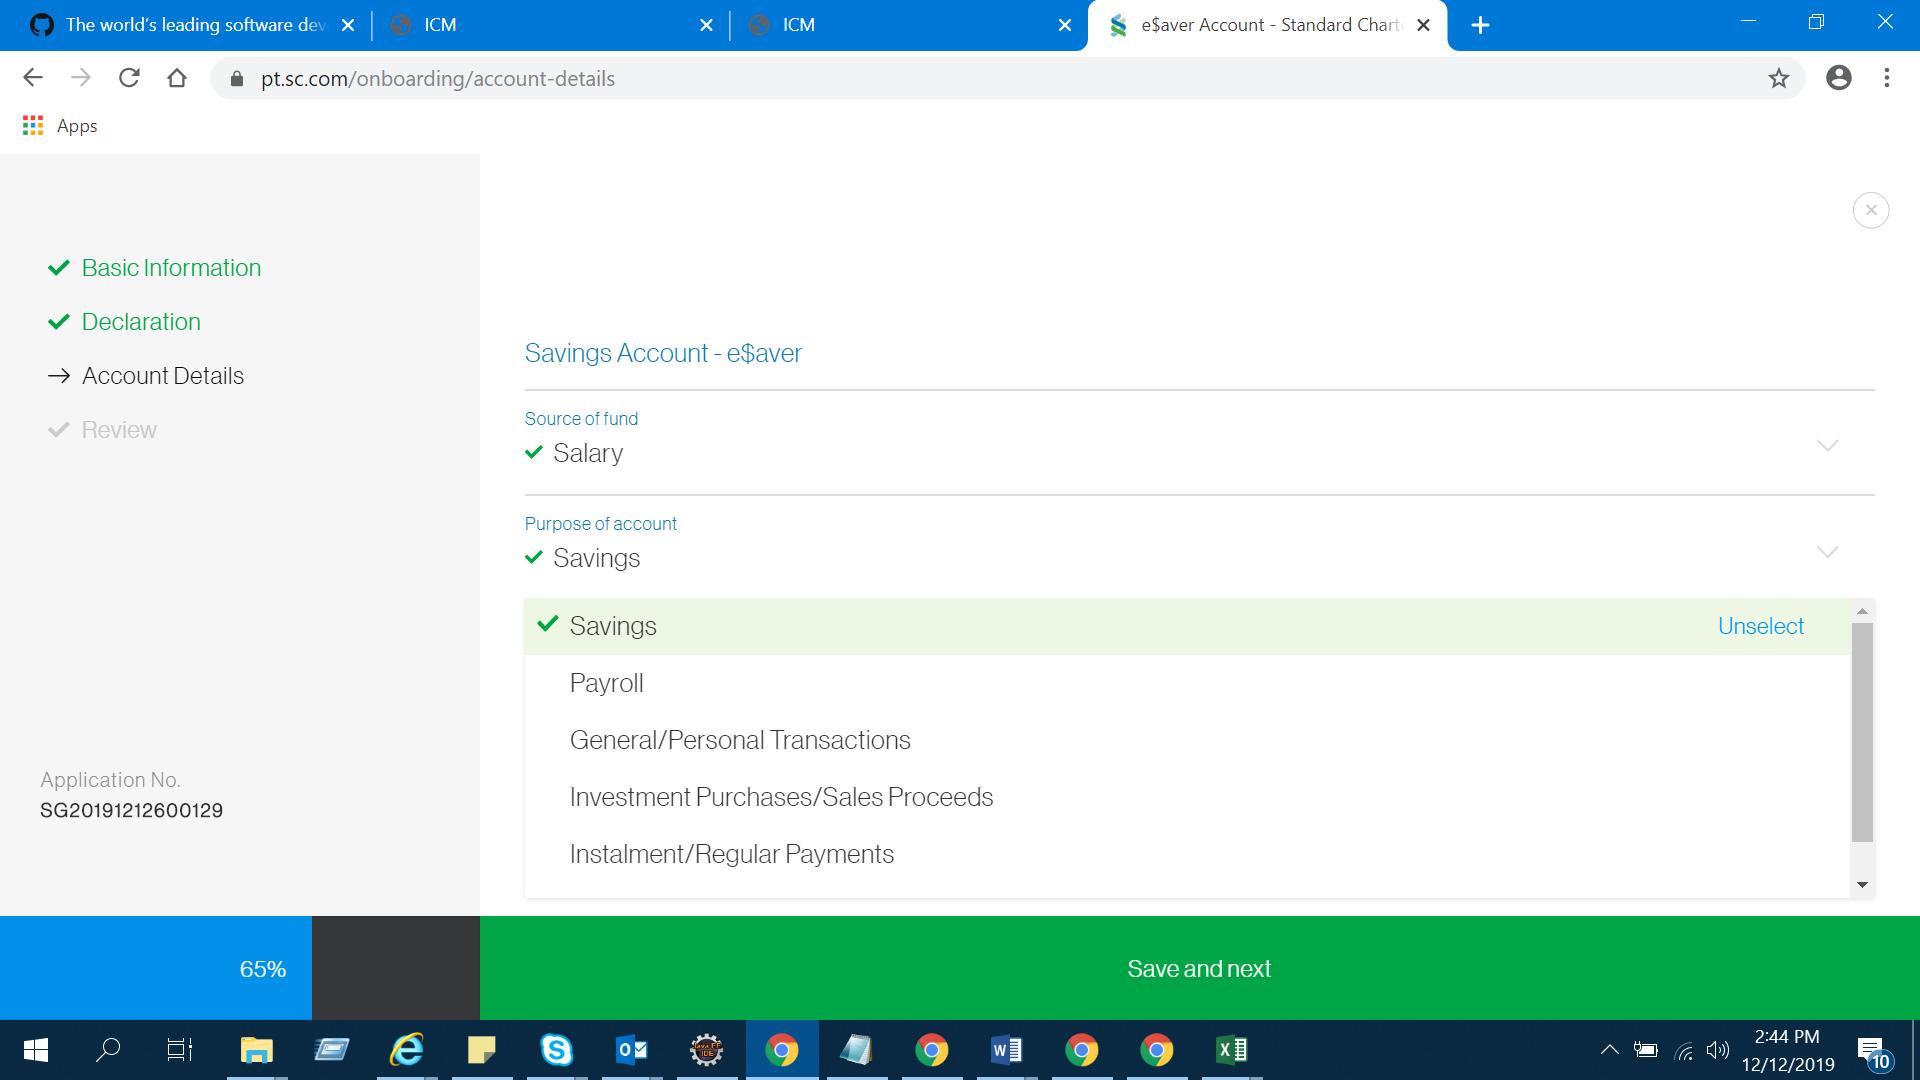 The world's leading software dev
ICM
ICM
e$aver Account - Standard Charte
pt.sc.com/onboarding/account-details
Apps
Basic Information
Declaration
Account Details
Review
Application No.
SG20191212600129
Savings Account - e$aver
Source of fund
Salary
Purpose of account
Savings
Savings
Unselect
Payroll
General/Personal Transactions
Investment Purchases/Sales Proceeds
Instalment/Regular Payments
65%
Save and next
2:44 PM
12/12/2019
10